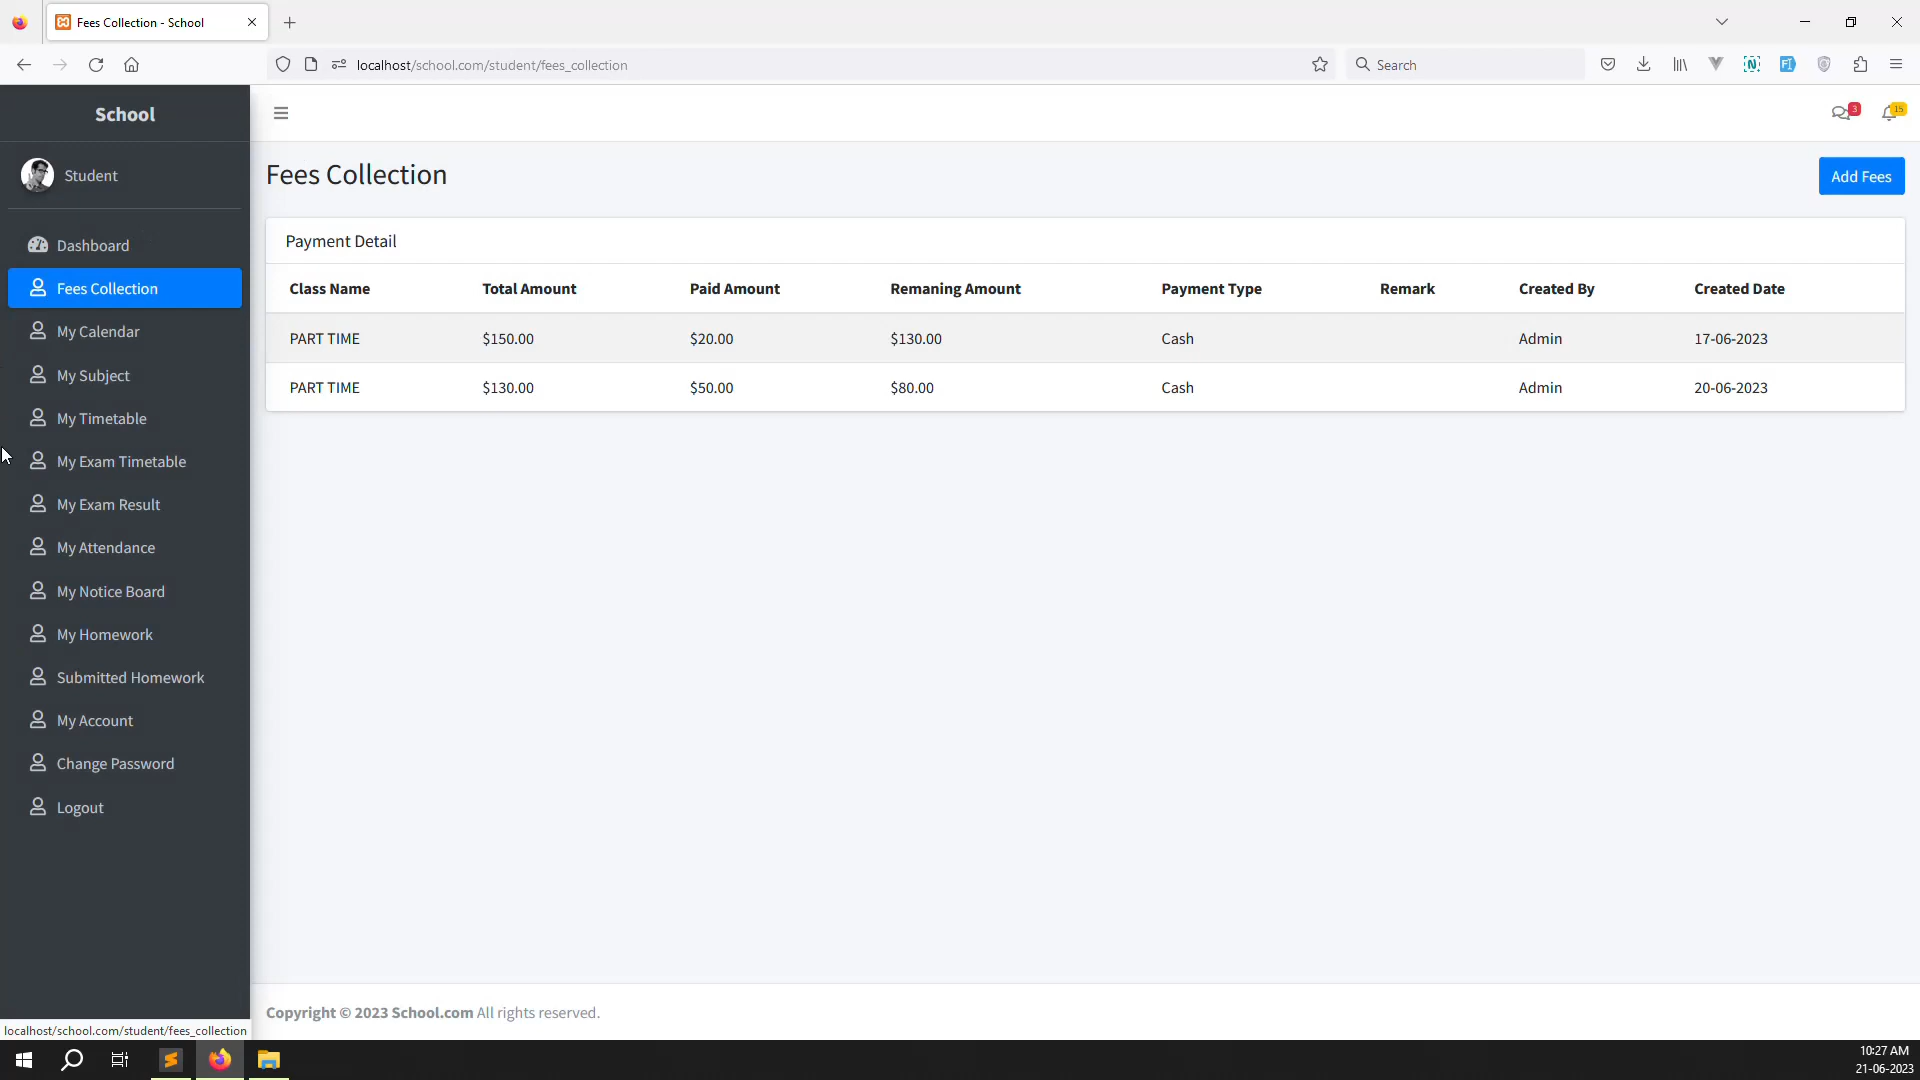 Fees Collection - School
localhost/school.com/student/fees_collection
Search
School
3
15
Student
Fees Collection
Add Fees
Dashboard
Fees Collection
My Calendar
My Subject
My Timetable
My Exam Timetable
My Exam Result
My Attendance
My Notice Board
My Homework
Submitted Homework
My Account
Change Password
Logout
Payment Detail
Class Name Total Amount Paid Amount Remaning Amount Payment Type Remark Created By Created Date
PART TIME $150.00 $20.00 $130.00 Cash Admin 17-06-2023
PART TIME $130.00 $50.00 $80.00 Cash Admin 20-06-2023
Copyright © 2023 School.com All rights reserved.
localhost/school.com/student/fees_collection
10:27 AM
21-06-2023